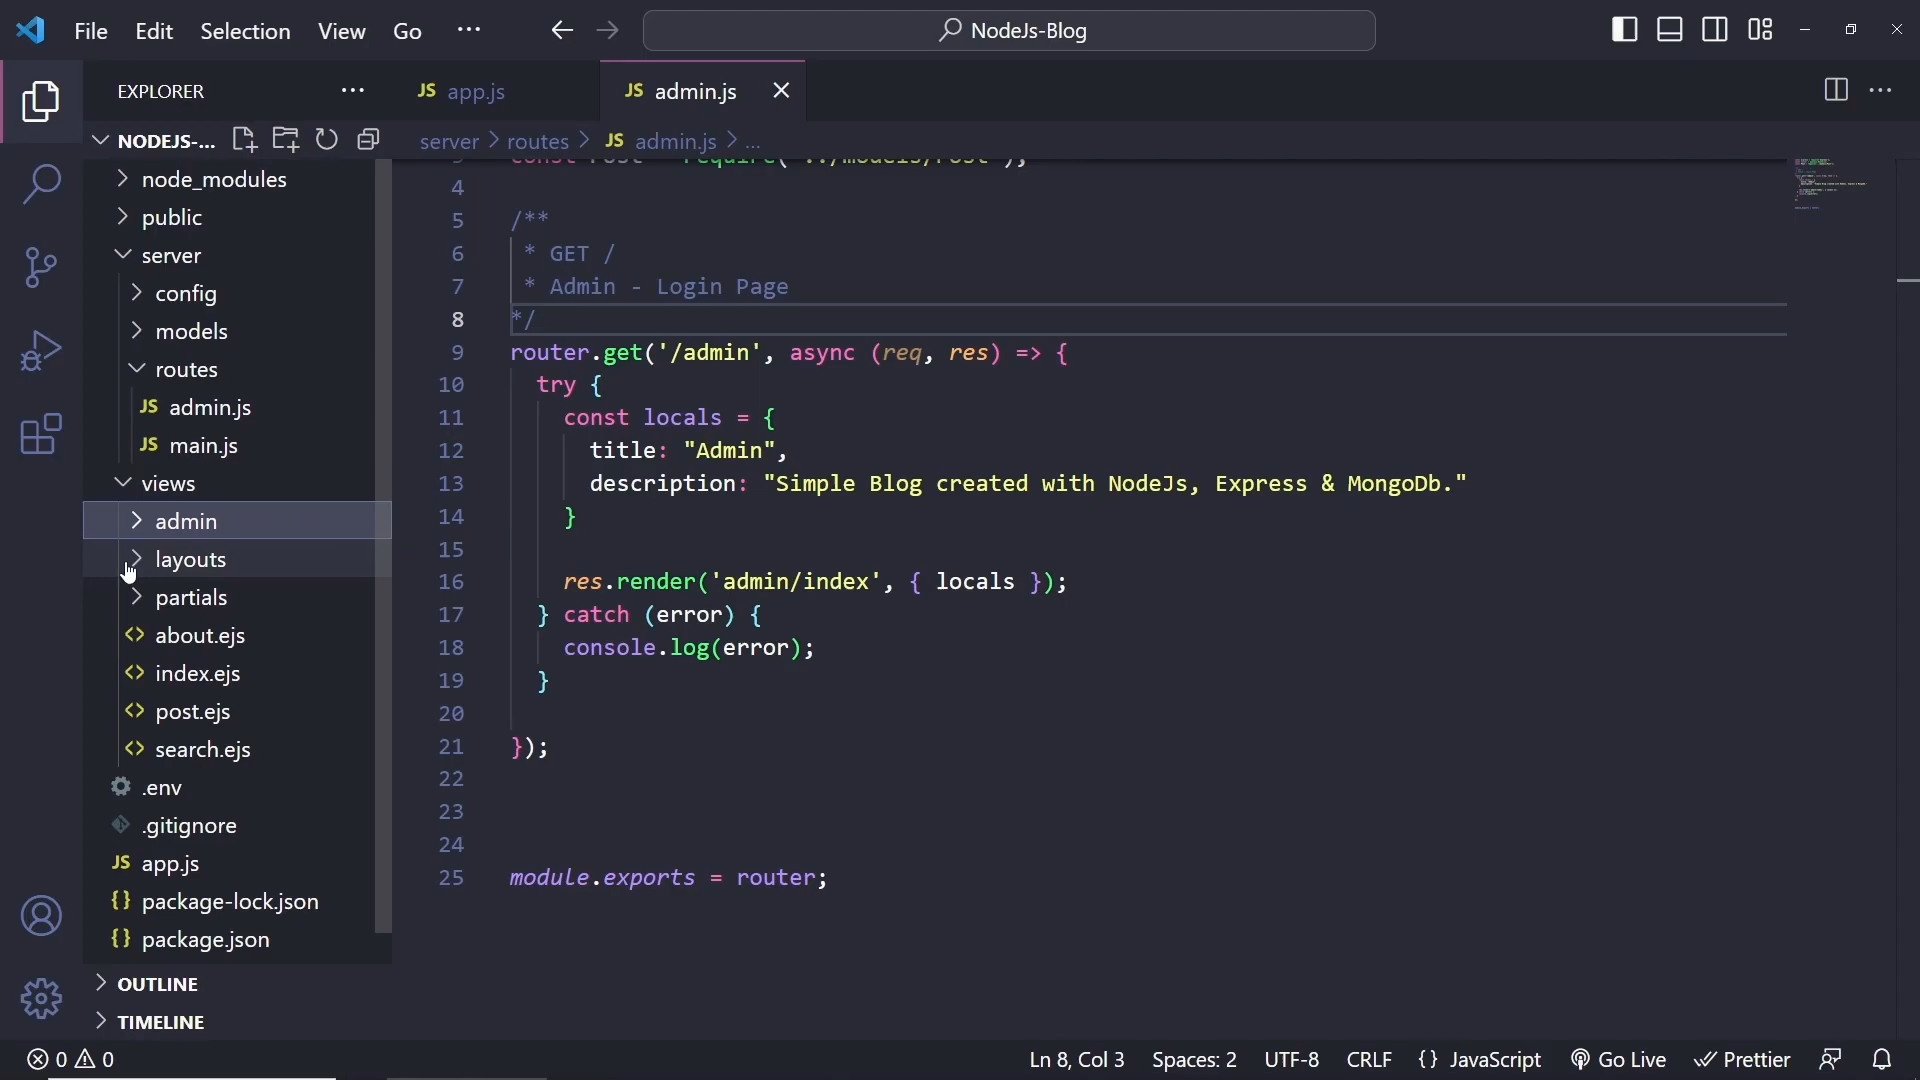 File Edit Selection View Go ··· NodeJs-Blog
EXPLORER ···
JS app.js
JS admin.js
NODEJS-...
server > routes > JS admin.js > ...
node_modules
public
server
config
models
routes
JS admin.js
JS main.js
views
admin
layouts
partials
<> about.ejs
<> index.ejs
<> post.ejs
<> search.ejs
.env
.gitignore
JS app.js
{} package-lock.json
{} package.json
OUTLINE
TIMELINE
4
5 /**
6 * GET /
7 * Admin - Login Page
8 */
9 router.get('/admin', async (req, res) => {
10 try {
11 const locals = {
12 title: "Admin",
13 description: "Simple Blog created with NodeJs, Express & MongoDb."
14 }
15
16 res.render('admin/index', { locals });
17 } catch (error) {
18 console.log(error);
19 }
20
21 });
22
23
24
25 module.exports = router;
0 0 Ln 8, Col 3 Spaces: 2 UTF-8 CRLF {} JavaScript Go Live Prettier